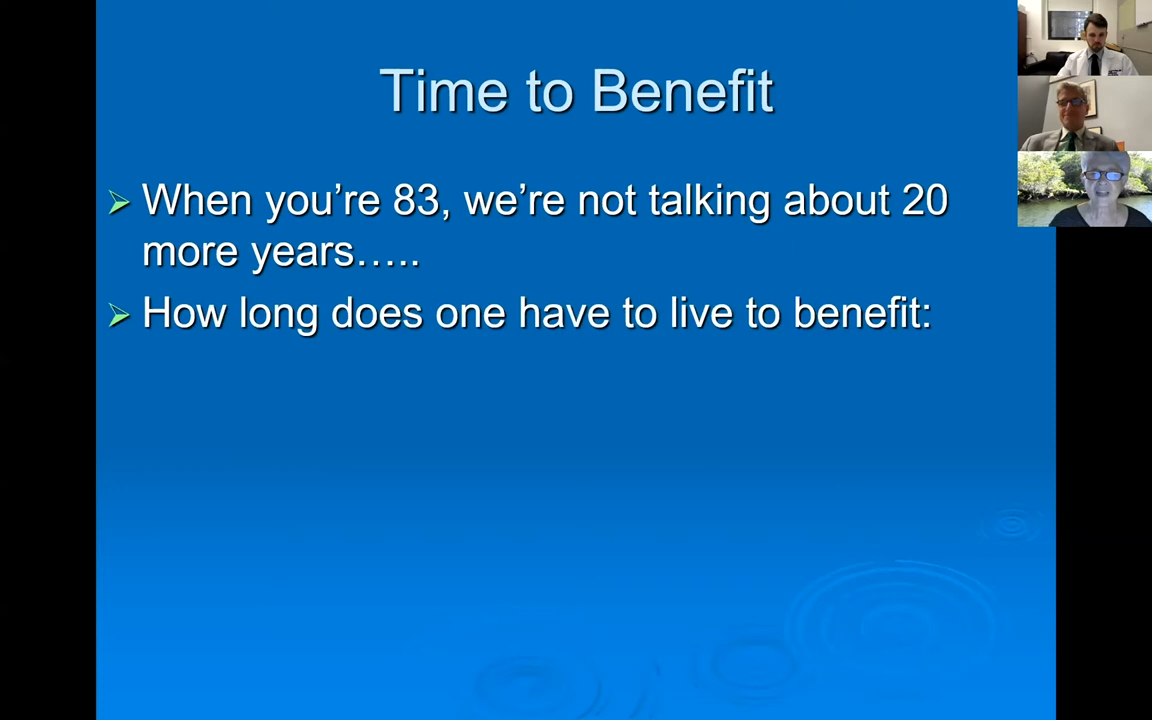 Time to Benefit
When you’re 83, we’re not talking about 20
more years…..
How long does one have to live to benefit: